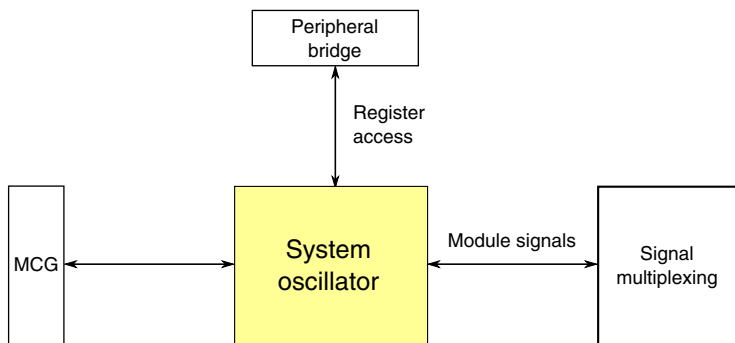 Peripheral
bridge
Register
access
System
oscillator
MCG
Module signals
Signal
multiplexing